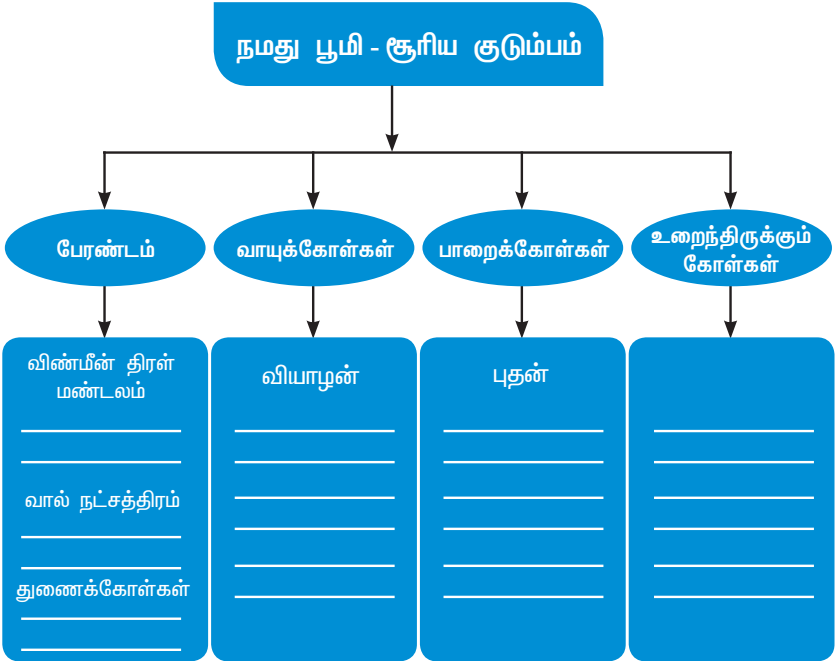 நமது பூமி - சூரிய குடும்பம்
பேரண்டம்
வாயுக்கோள்கள்
பாறைக்கோள்கள்
உறைந்திருக்கும்
கோள்கள்
விண்மீன் திரள்
மண்டலம்
வால் நட்சத்திரம்
துணைக்கோள்கள்
வியாழன்
புதன்